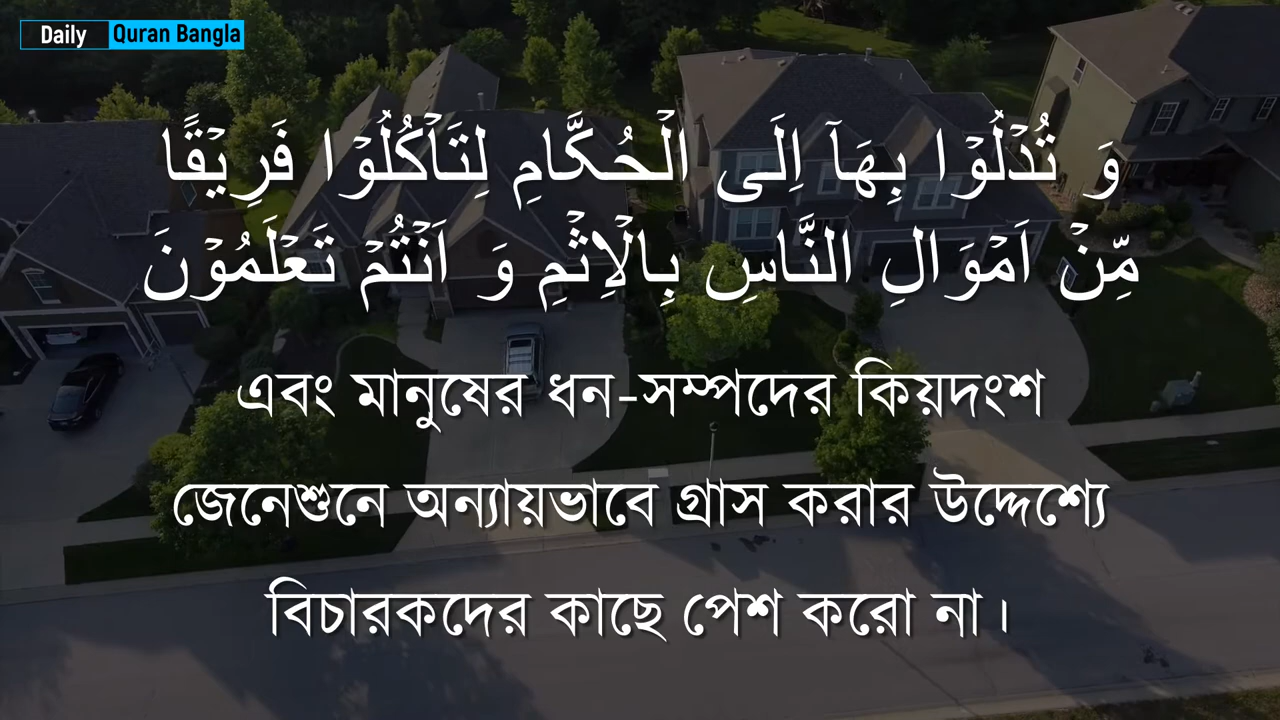 Daily Quran Bangla
وَ تُدۡلُوۡا بِهَاۤ اِلَی الۡحُکَّامِ لِتَاۡکُلُوۡا فَرِیۡقًا
مِّنۡ اَمۡوَالِ النَّاسِ بِالۡاِثۡمِ وَ اَنۡتُمۡ تَعۡلَمُوۡنَ
এবং মানুষের ধন-সম্পদের কিয়দংশ
জেনেশুনে অন্যায়ভাবে গ্রাস করার উদ্দেশ্যে
বিচারকদের কাছে পেশ করো না।